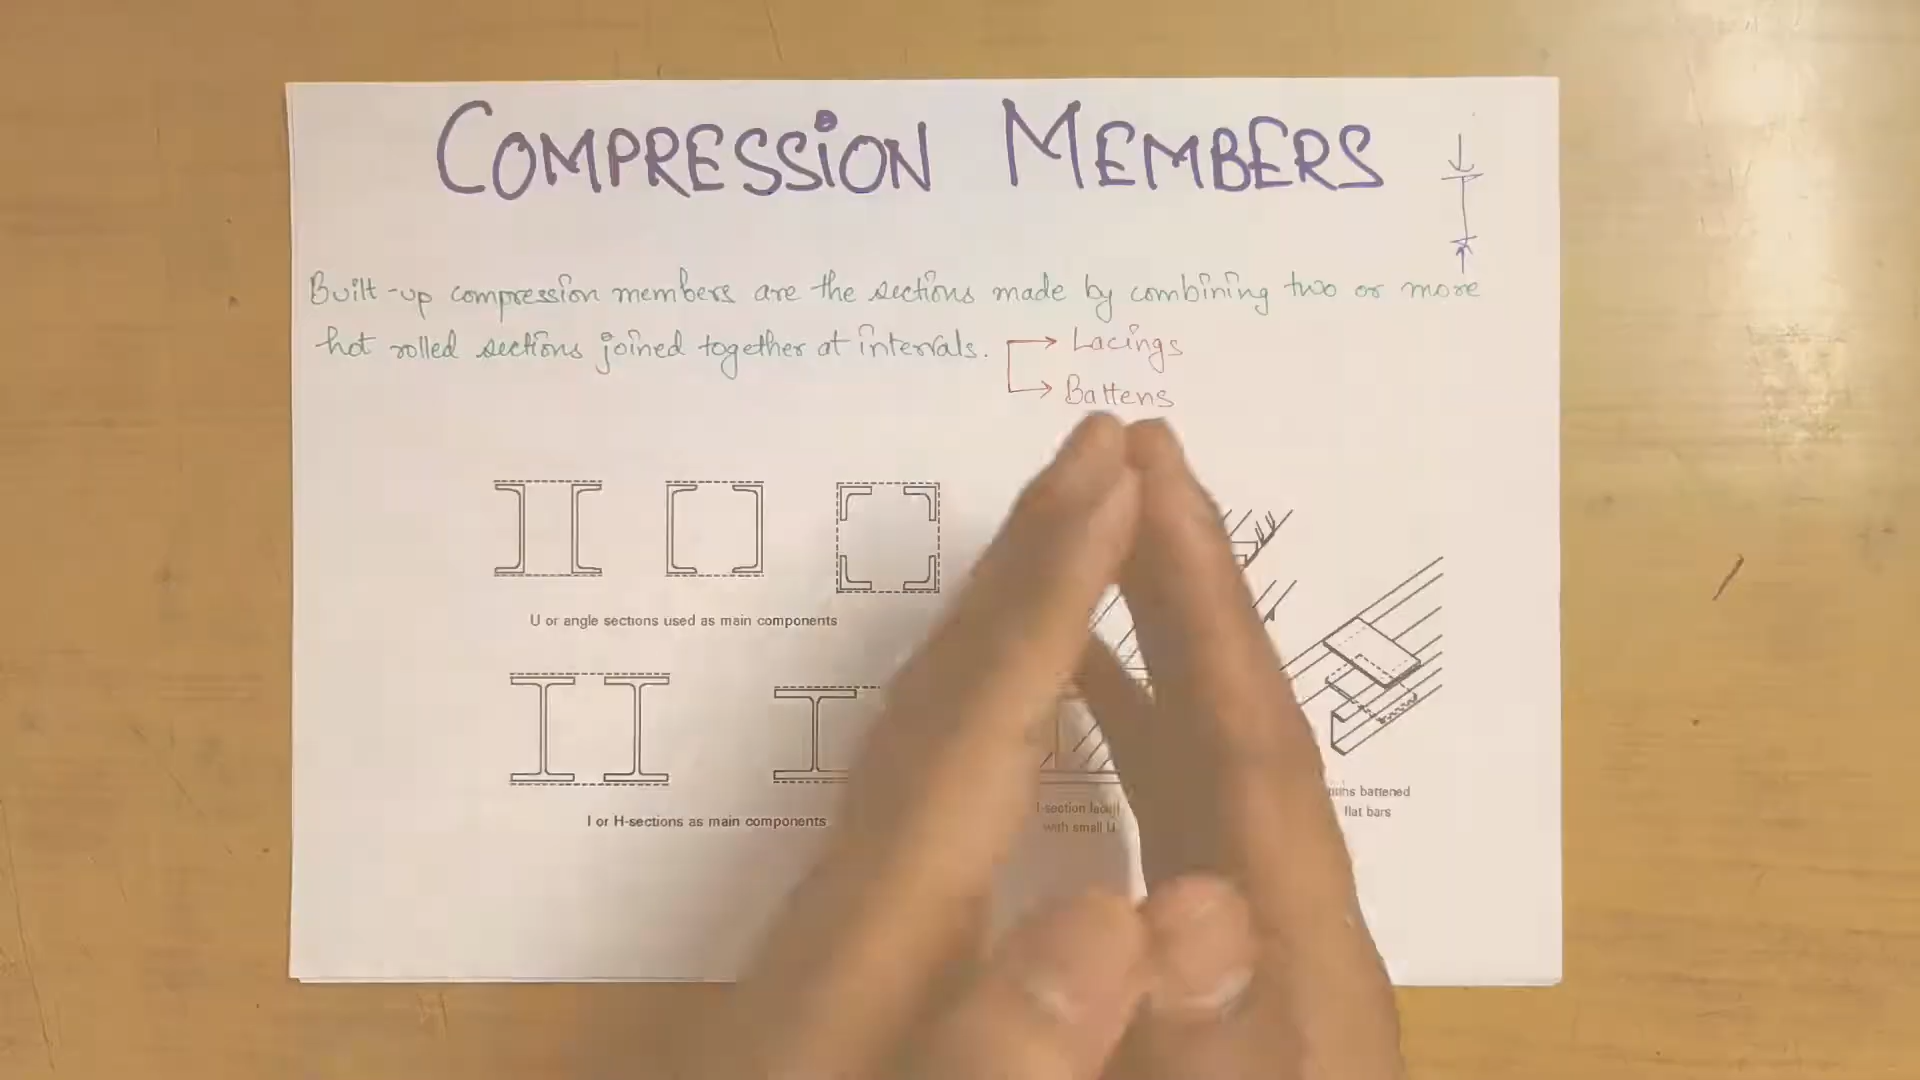 COMPRESSION MEMBERS
Built-up compression members are the sections made by combining two or more
hot rolled sections joined together at intervals.
Lacings
Battens
U or angle sections used as main components
I or H-sections as main components
I-section
with small U
battened
flat bars